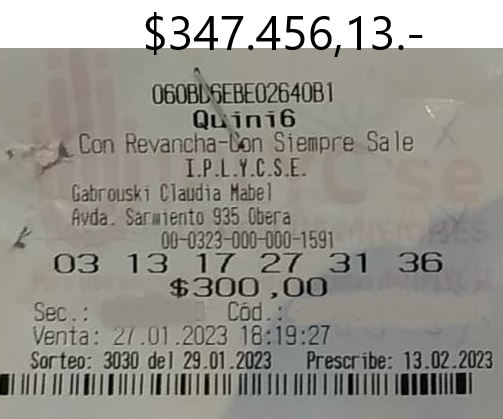 $347.456,13.-
060BD6EBE02640B1
Quini6
Con Revancha-Con Siempre Sale
I.P.L.Y.C.S.E.
Gabrouski Claudia Mabel
Avda. Sarmiento 935 Obera
00-0323-000-000-1591
03 13 17 27 31 36
$300,00
Sec.: Cód.:
Venta: 27.01.2023 18:19:27
Sorteo: 3030 del 29.01.2023 Prescribe: 13.02.2023